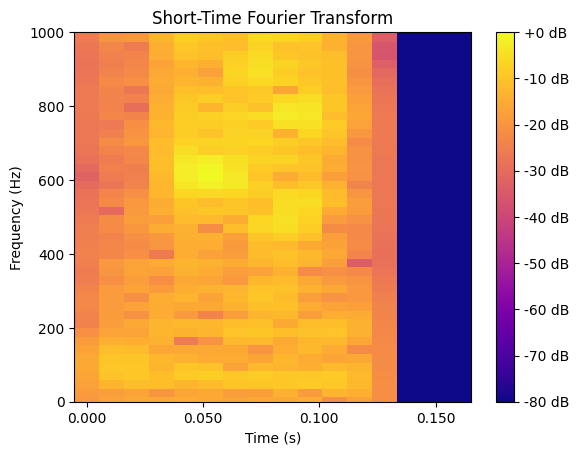 Short-Time Fourier Transform
1000
800
600
400
200
0
Frequency (Hz)
0.000
0.050
0.100
0.150
Time (s)
+0 dB
-10 dB
-20 dB
-30 dB
-40 dB
-50 dB
-60 dB
-70 dB
-80 dB